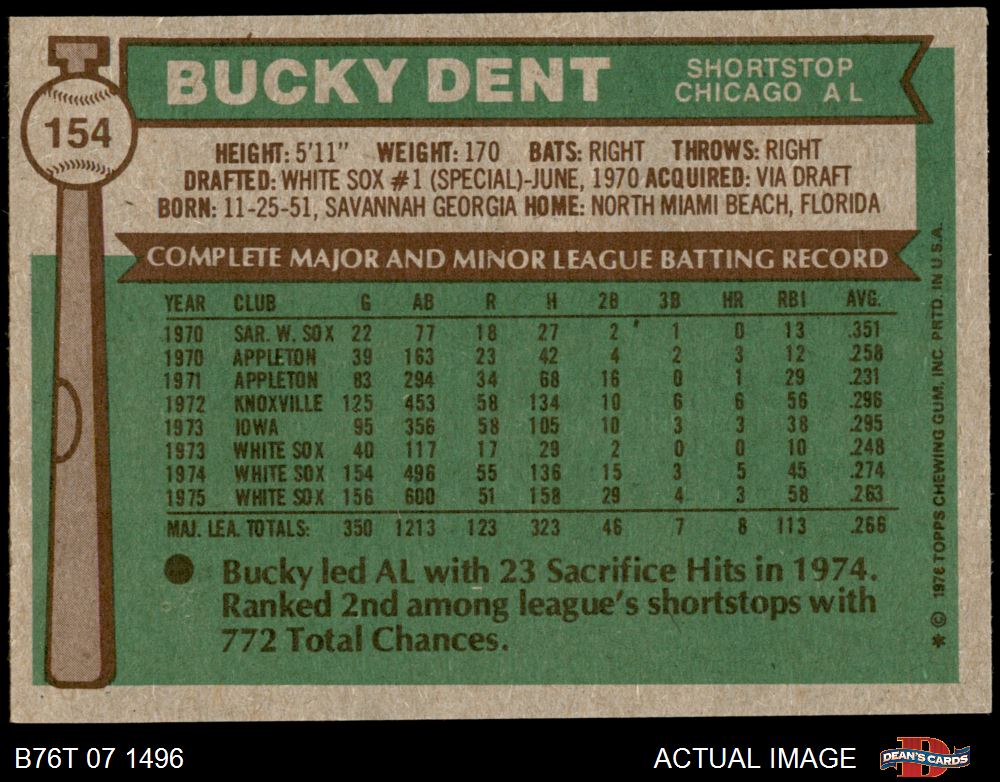 BUCKY DENT
SHORTSTOP
CHICAGO A L
154
HEIGHT: 5'11" WEIGHT: 170 BATS: RIGHT THROWS: RIGHT
DRAFTED: WHITE SOX #1 (SPECIAL)-JUNE, 1970 ACQUIRED: VIA DRAFT
BORN: 11-25-51, SAVANNAH GEORGIA HOME: NORTH MIAMI BEACH, FLORIDA
COMPLETE MAJOR AND MINOR LEAGUE BATTING RECORD
YEAR CLUB G AB R H 2B 3B HR RBI AVG.
1970 SAR. W. SOX 22 77 18 27 2 1 0 13 .351
1970 APPLETON 39 163 23 42 4 2 3 12 .258
1971 APPLETON 83 294 34 68 16 0 1 29 .231
1972 KNOXVILLE 125 453 58 134 10 6 6 56 .296
1973 IOWA 95 356 58 105 10 3 3 38 .295
1973 WHITE SOX 40 117 17 29 2 0 0 10 .248
1974 WHITE SOX 154 496 55 136 15 3 5 45 .274
1975 WHITE SOX 156 600 51 158 29 4 3 58 .263
MAJ. LEA. TOTALS: 350 1213 123 323 46 7 8 113 .266
● Bucky led AL with 23 Sacrifice Hits in 1974.
Ranked 2nd among league's shortstops with
772 Total Chances.
* © 1976 TOPPS CHEWING GUM, INC. PRTD. IN U.S.A.
B76T 07 1496
ACTUAL IMAGE
DEAN'S CARDS